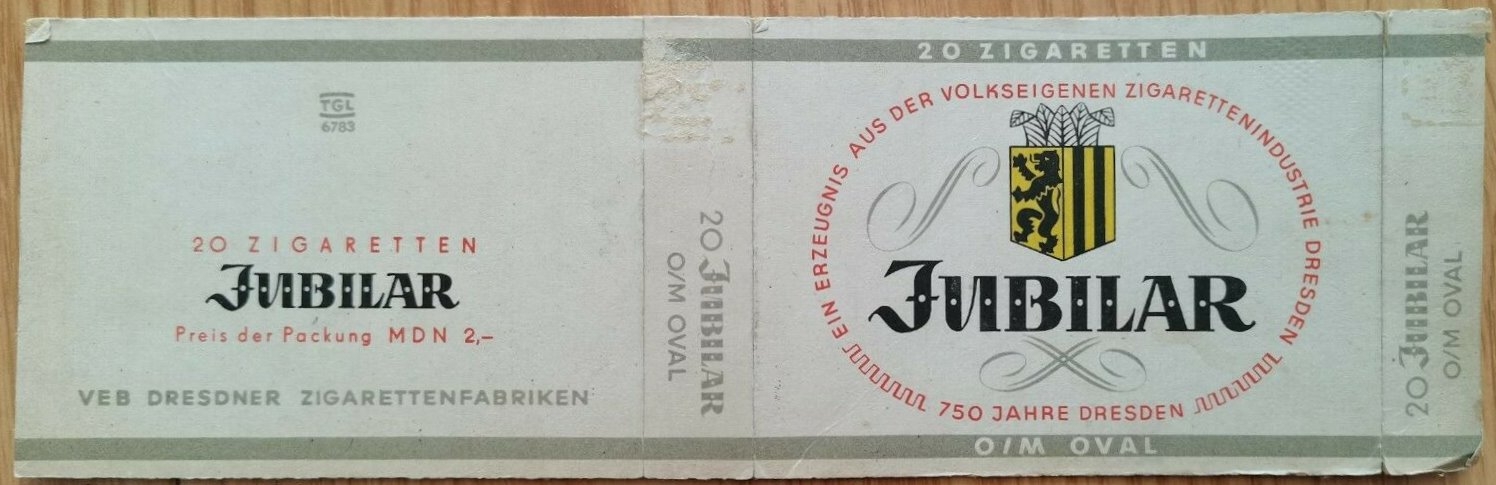 TGL
6783
20 ZIGARETTEN
JUBILAR
Preis der Packung MDN 2,–
VEB DRESDNER ZIGARETTENFABRIKEN
20 JUBILAR
O/M OVAL
20 ZIGARETTEN
EIN ERZEUGNIS AUS DER VOLKSEIGENEN ZIGARETTENINDUSTRIE DRESDEN
JUBILAR
750 JAHRE DRESDEN
O/M OVAL
20 JUBILAR
O/M OVAL